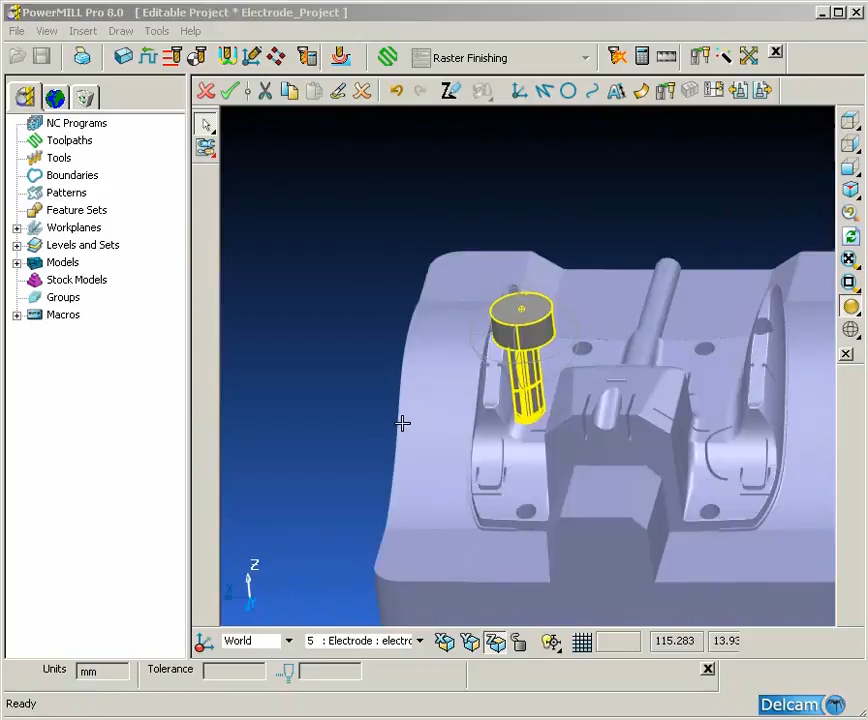 PowerMILL Pro 8.0 [ Editable Project * Electrode_Project ]
File View Insert Draw Tools Help
Raster Finishing
NC Programs
Toolpaths
Tools
Boundaries
Patterns
Feature Sets
Workplanes
Levels and Sets
Models
Stock Models
Groups
Macros
Z
World 5 : Electrode : electrc 115.283 13.93
Units mm Tolerance
Ready
Delcam